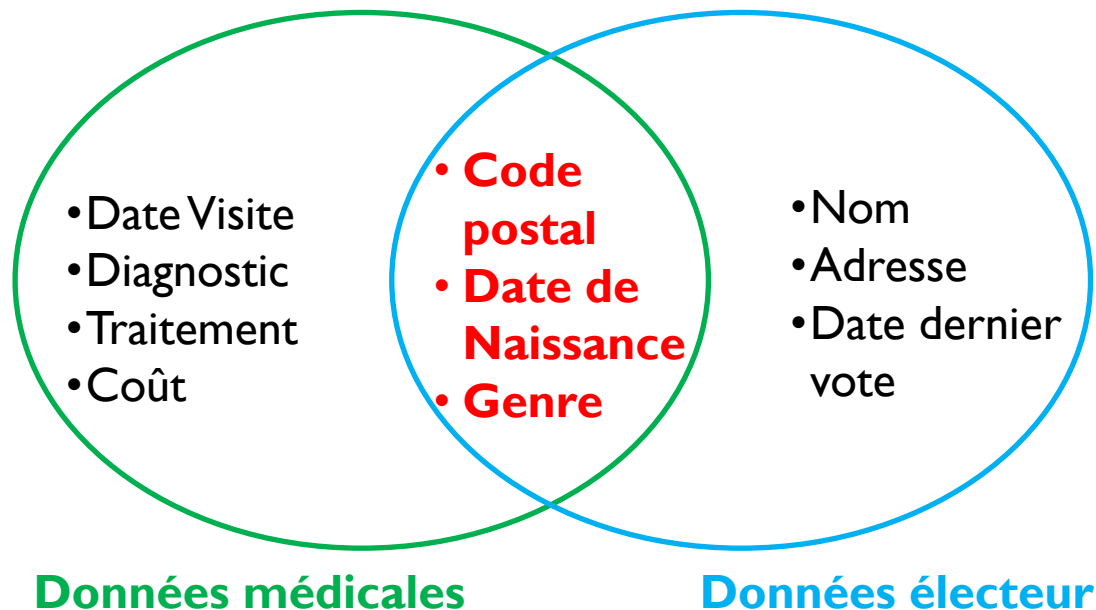 •Date Visite
•Diagnostic
•Traitement
•Coût
• Code
postal
• Date de
Naissance
• Genre
•Nom
•Adresse
•Date dernier
vote
Données médicales
Données électeur